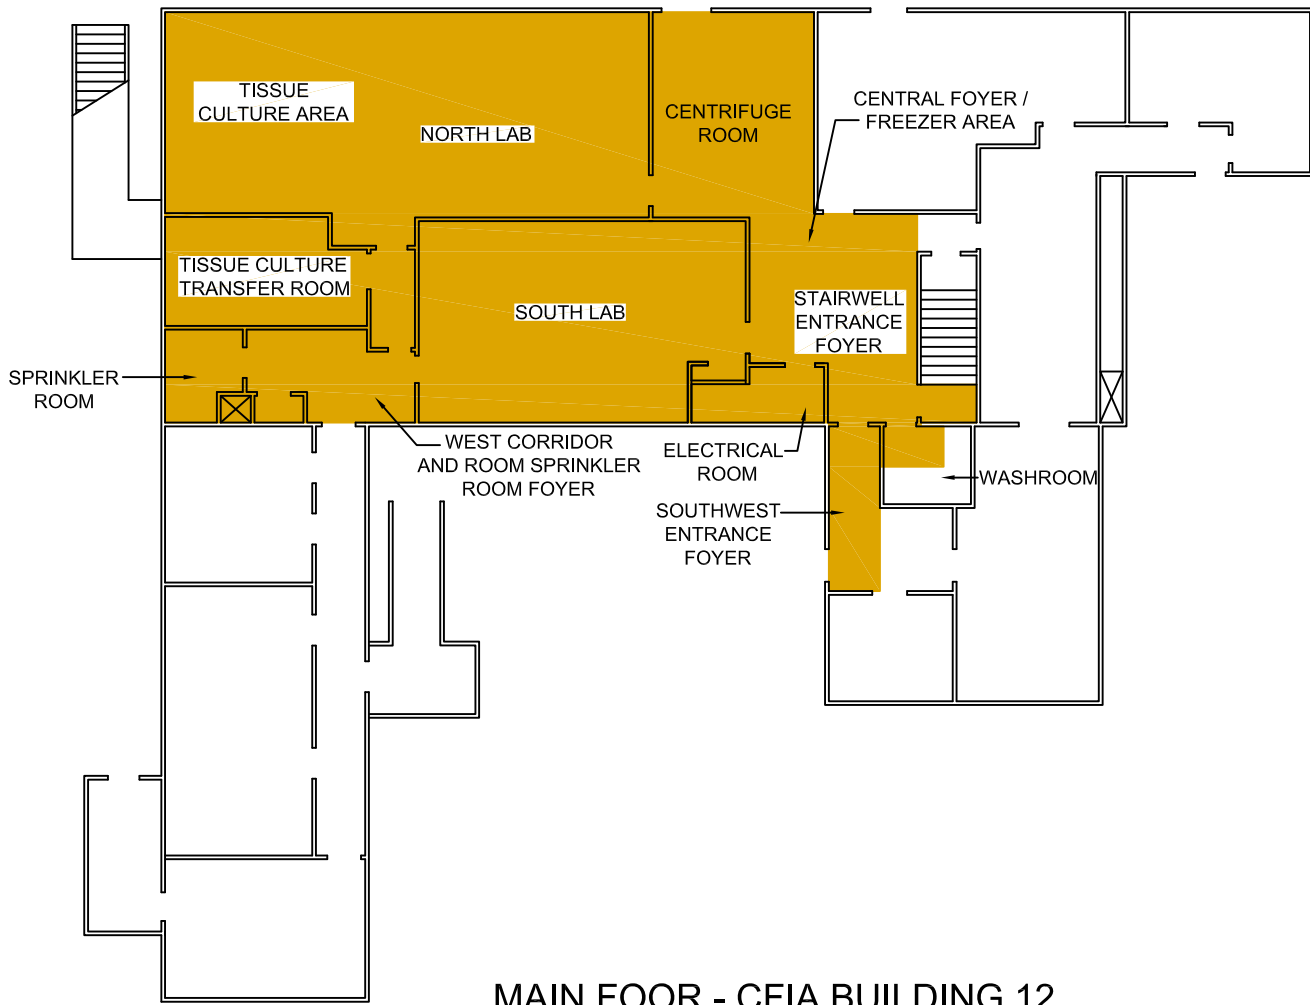 TISSUE
CULTURE AREA
NORTH LAB
CENTRIFUGE
ROOM
CENTRAL FOYER /
FREEZER AREA
TISSUE CULTURE
TRANSFER ROOM
SOUTH LAB
STAIRWELL
ENTRANCE
FOYER
SPRINKLER
ROOM
WEST CORRIDOR
AND ROOM SPRINKLER
ROOM FOYER
ELECTRICAL
ROOM
WASHROOM
SOUTHWEST
ENTRANCE
FOYER
MAIN FOOR - CFIA BUILDING 12